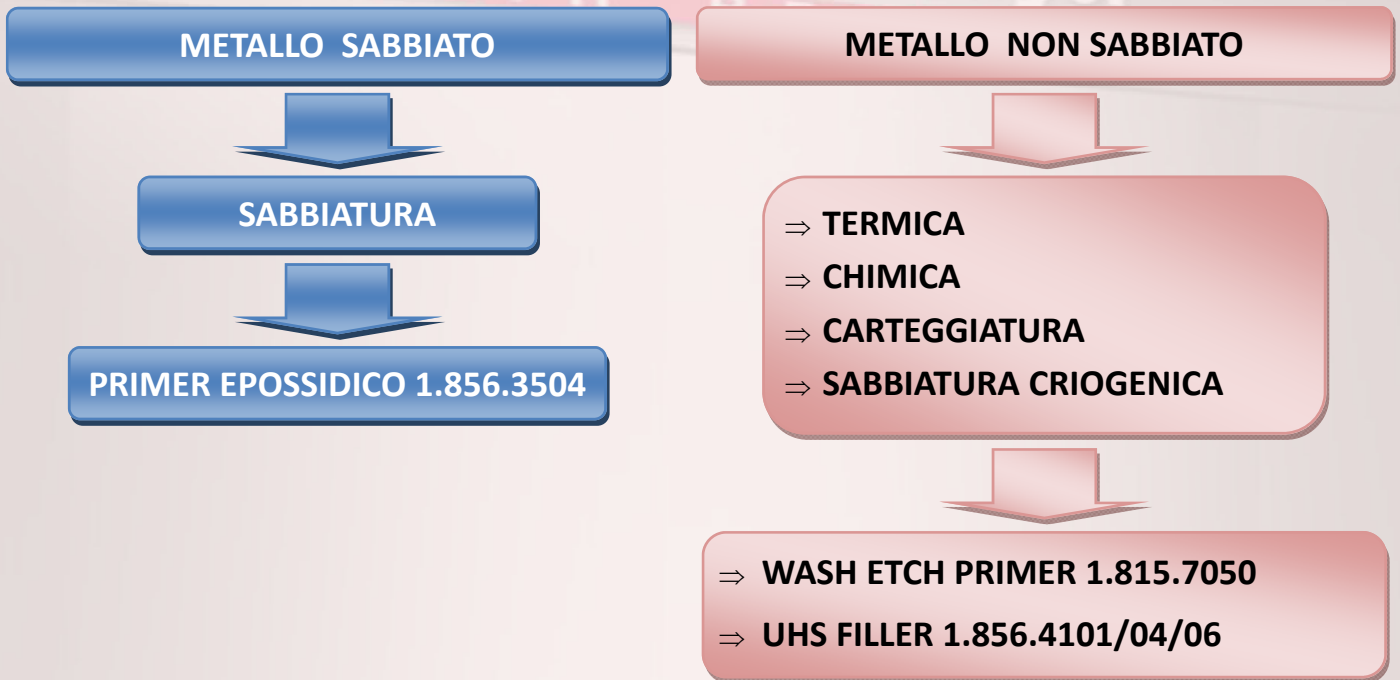 METALLO SABBIATO
SABBIATURA
PRIMER EPOSSIDICO 1.856.3504
METALLO NON SABBIATO
⇒ TERMICA
⇒ CHIMICA
⇒ CARTEGGIATURA
⇒ SABBIATURA CRIOGENICA
⇒ WASH ETCH PRIMER 1.815.7050
⇒ UHS FILLER 1.856.4101/04/06